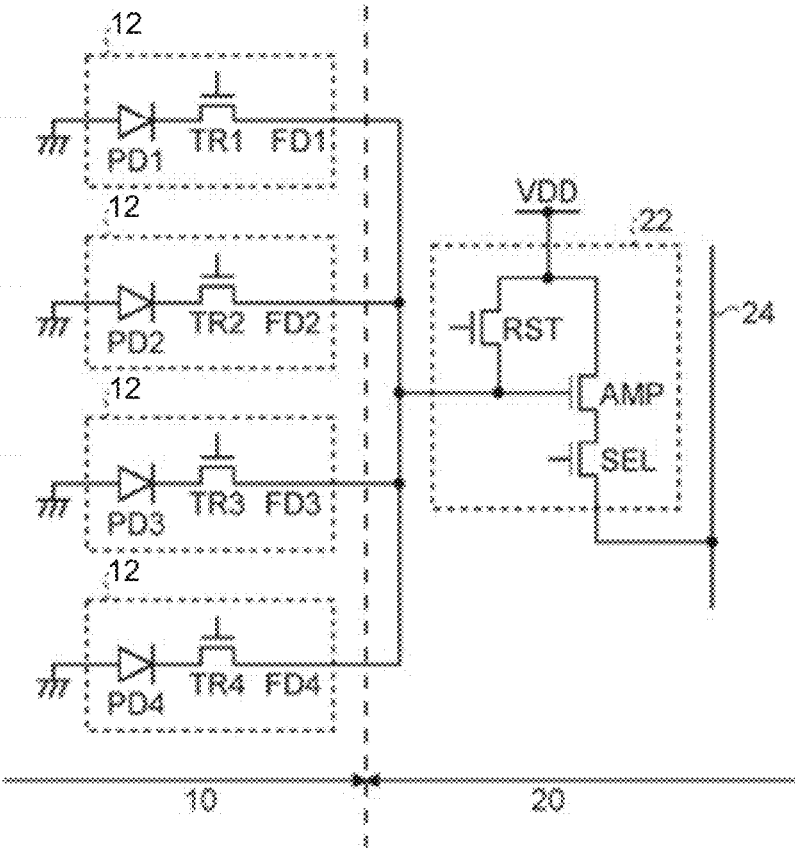 12
PD1 TR1 FD1
12
PD2 TR2 FD2
12
PD3 TR3 FD3
12
PD4 TR4 FD4
VDD
22
24
RST
AMP
SEL
10 20